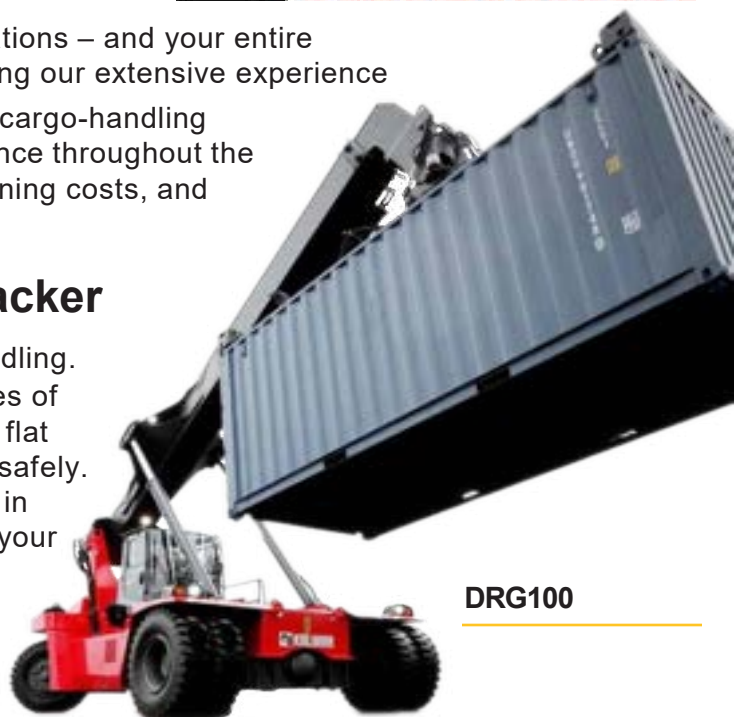 tions – and your entire
ng our extensive experience
cargo-handling
nce throughout the
ning costs, and
acker
dling.
es of
flat
safely.
in
your
DRG100